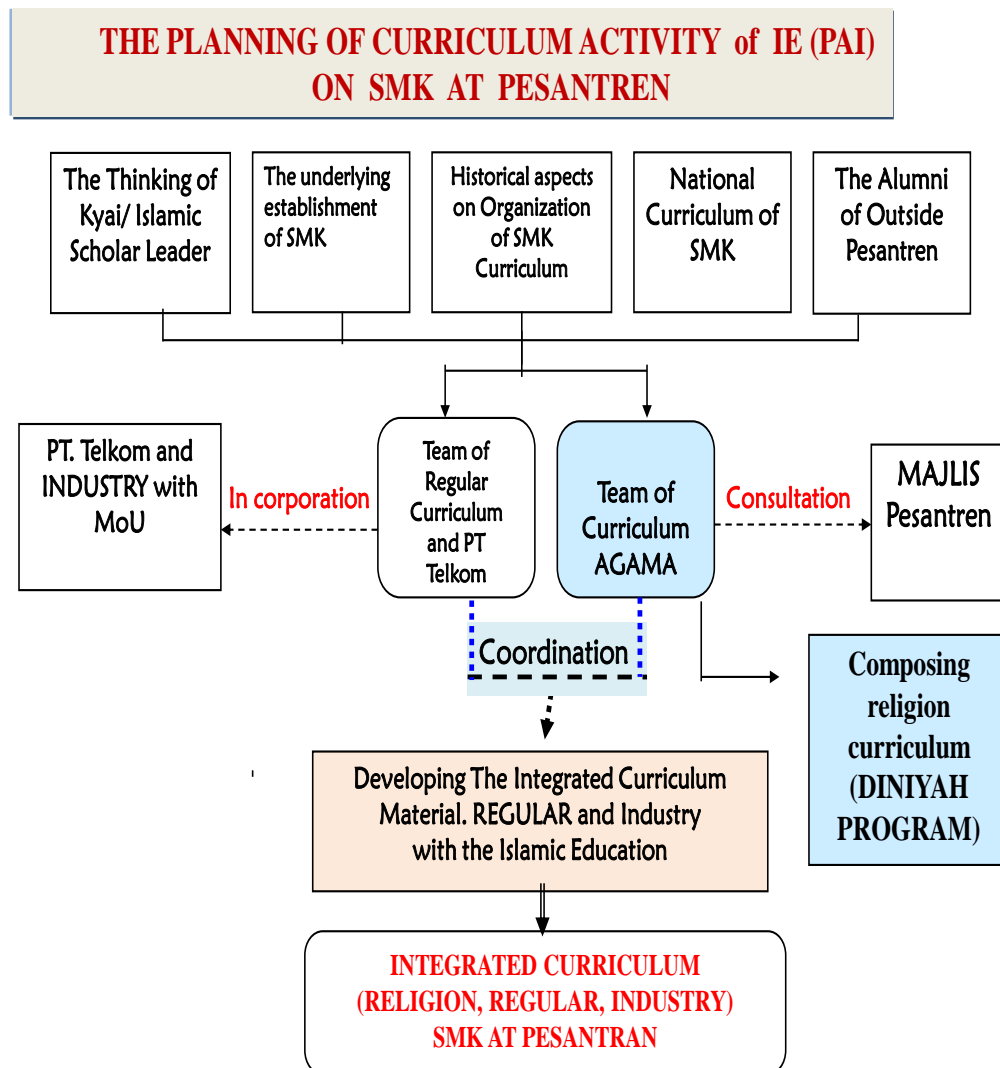 THE PLANNING OF CURRICULUM ACTIVITY of IE (PAI)
ON SMK AT PESANTREN
The Thinking of
Kyai/ Islamic
Scholar Leader
The underlying
establishment
of SMK
Historical aspects
on Organization
of SMK
Curriculum
National
Curriculum of
SMK
The Alumni
of Outside
Pesantren
PT. Telkom and
INDUSTRY with
MoU
In corporation
Team of
Regular
Curriculum
and PT
Telkom
Team of
Curriculum
AGAMA
Consultation
MAJLIS
Pesantren
Coordination
Composing
religion
curriculum
(DINIYAH
PROGRAM)
Developing The Integrated Curriculum
Material. REGULAR and Industry
with the Islamic Education
INTEGRATED CURRICULUM
(RELIGION, REGULAR, INDUSTRY)
SMK AT PESANTRAN